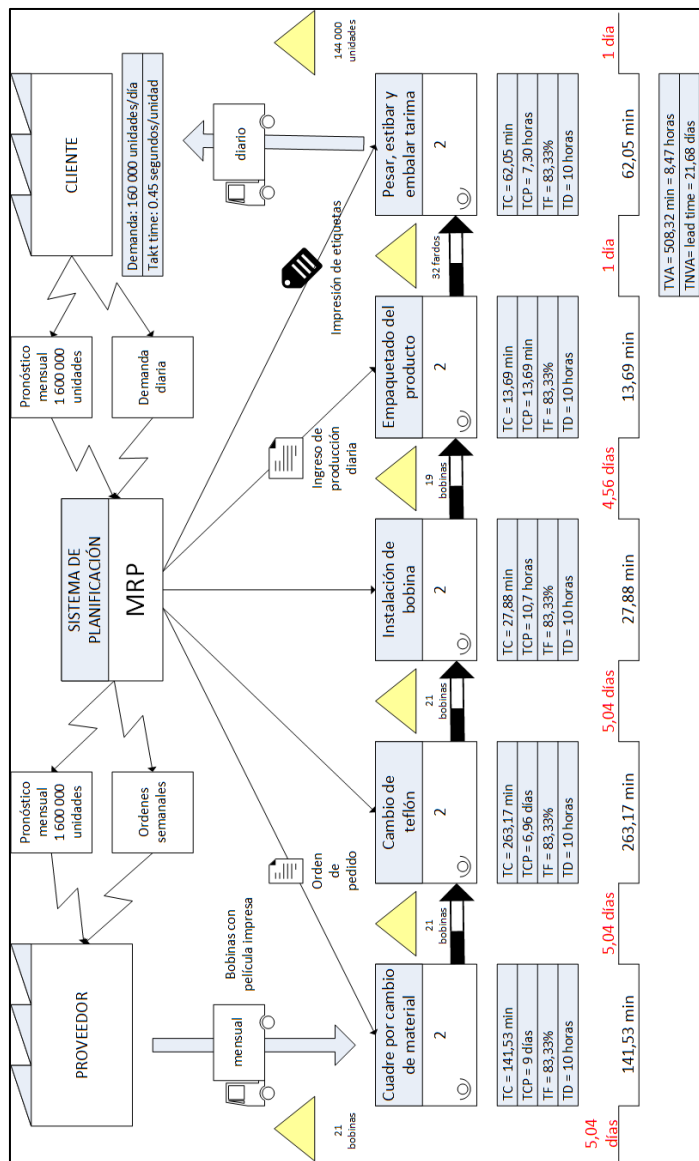 PROVEEDOR
Pronóstico
mensual
1 600 000
unidades
Ordenes
semanales
SISTEMA DE
PLANIFICACIÓN
MRP
Pronóstico
mensual
1 600 000
unidades
Demanda
diaria
CLIENTE
Demanda: 160 000 unidades/día
Takt time: 0.45 segundos/unidad
21
bobinas
mensual
Bobinas con
película impresa
Orden
de
pedido
Ingreso de
producción
diaria
Impresión de etiquetas
diario
144 000
unidades
Cuadre por cambio
de material
2
21
bobinas
Cambio de
teflón
2
21
bobinas
Instalación de
bobina
2
19
bobinas
Empaquetado del
producto
2
32 fardos
Pesar, estibar y
embalar tarima
2
TC = 141,53 min
TCP = 9 días
TF = 83,33%
TD = 10 horas
TC = 263,17 min
TCP = 6,96 días
TF = 83,33%
TD = 10 horas
TC = 27,88 min
TCP = 10,7 horas
TF = 83,33%
TD = 10 horas
TC = 13,69 min
TCP = 13,69 min
TF = 83,33%
TD = 10 horas
TC = 62,05 min
TCP = 7,30 horas
TF = 83,33%
TD = 10 horas
5,04
días
141,53 min
5,04 días
263,17 min
5,04 días
27,88 min
4,56 días
13,69 min
1 día
62,05 min
1 día
TVA = 508,32 min = 8,47 horas
TNVA= lead time = 21,68 días